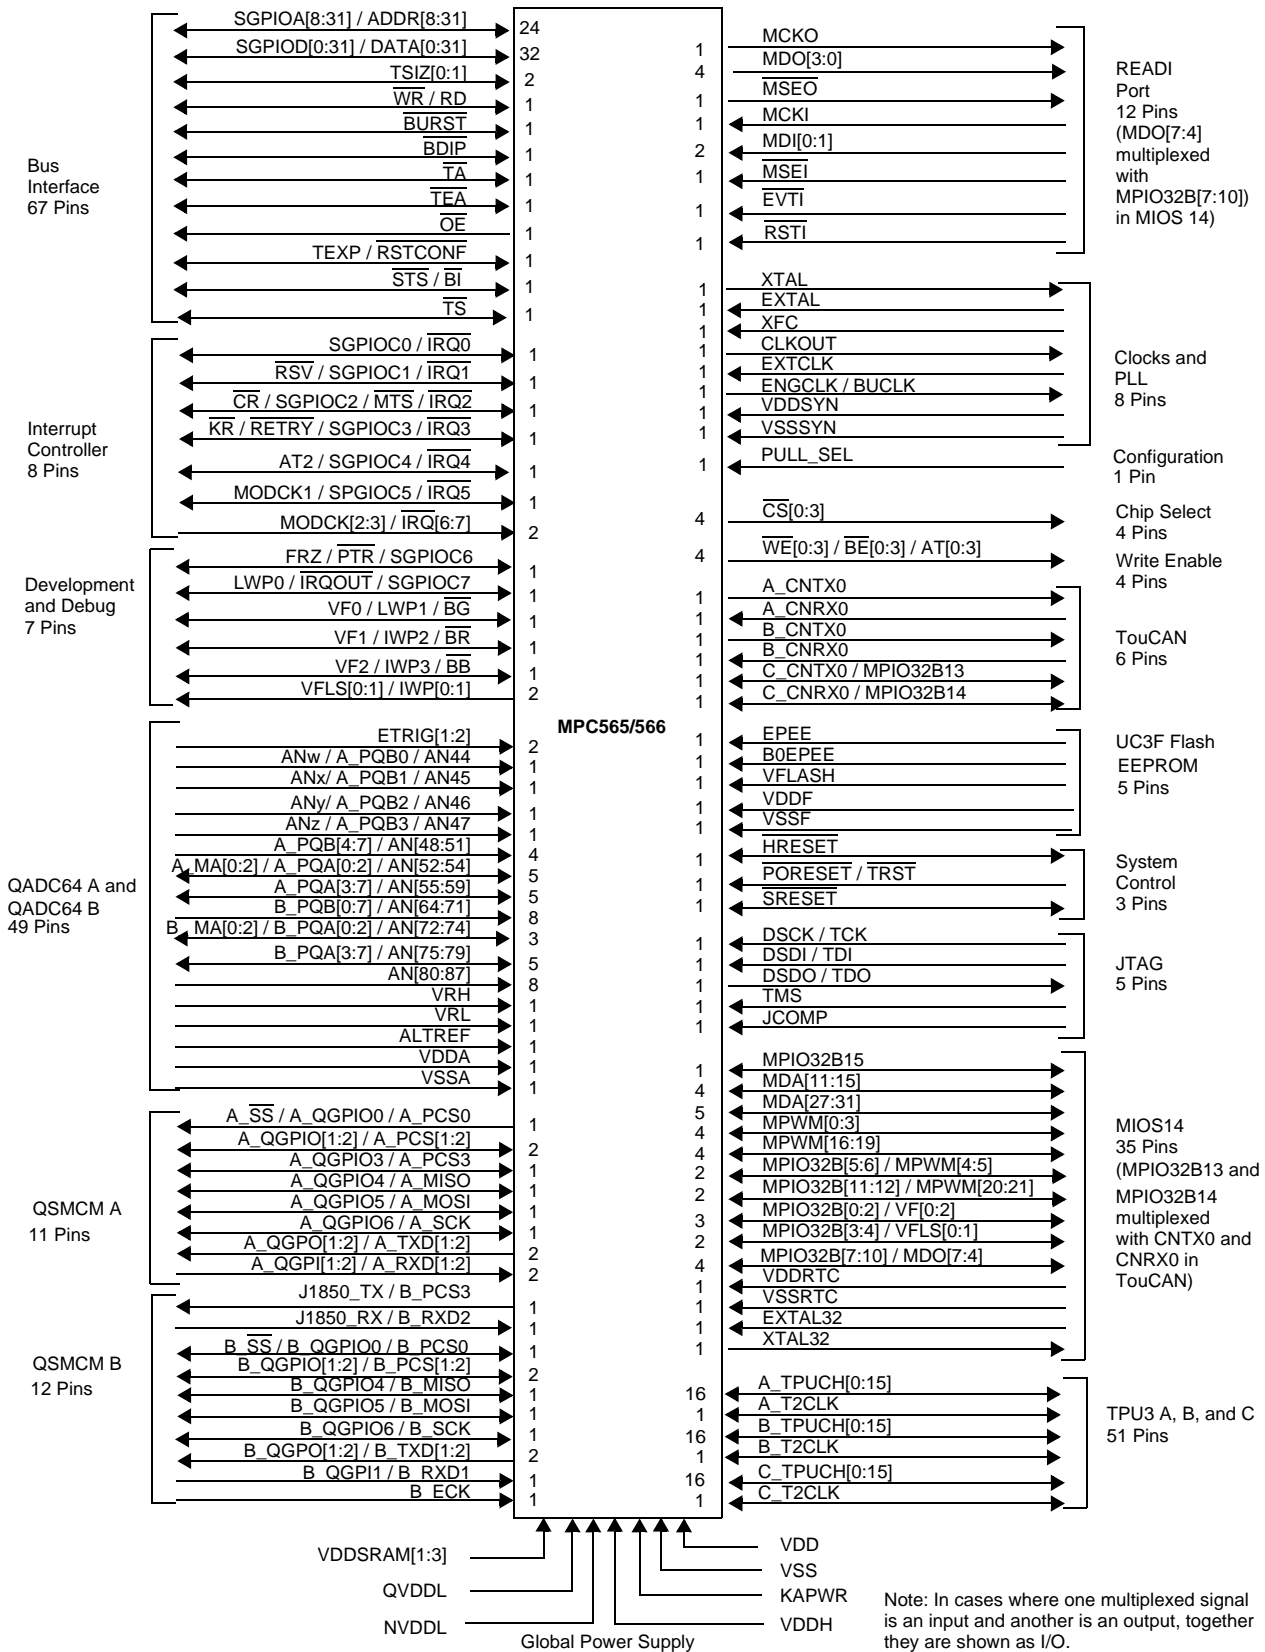 Bus
Interface
67 Pins
SGPIOA[8:31] / ADDR[8:31] 24
SGPIOD[0:31] / DATA[0:31] 32
TSIZ[0:1] 2
WR / RD 1
BURST 1
BDIP 1
TA 1
TEA 1
OE 1
TEXP / RSTCONF 1
STS / BI 1
TS 1
Interrupt
Controller
8 Pins
SGPIOC0 / IRQ0 1
RSV / SGPIOC1 / IRQ1 1
CR / SGPIOC2 / MTS / IRQ2 1
KR / RETRY / SGPIOC3 / IRQ3 1
AT2 / SGPIOC4 / IRQ4 1
MODCK1 / SPGIOC5 / IRQ5 1
MODCK[2:3] / IRQ[6:7] 2
Development
and Debug
7 Pins
FRZ / PTR / SGPIOC6 1
LWP0 / IRQOUT / SGPIOC7 1
VF0 / LWP1 / BG 1
VF1 / IWP2 / BR 1
VF2 / IWP3 / BB 1
VFLS[0:1] / IWP[0:1] 2
QADC64 A and
QADC64 B
49 Pins
ETRIG[1:2] 2
ANw / A_PQB0 / AN44 1
ANx/ A_PQB1 / AN45 1
ANy/ A_PQB2 / AN46 1
ANz / A_PQB3 / AN47 1
A_PQB[4:7] / AN[48:51] 4
A_MA[0:2] / A_PQA[0:2] / AN[52:54] 5
A_PQA[3:7] / AN[55:59] 5
B_PQB[0:7] / AN[64:71] 8
B_MA[0:2] / B_PQA[0:2] / AN[72:74] 3
B_PQA[3:7] / AN[75:79] 5
AN[80:87] 8
VRH 1
VRL 1
ALTREF 1
VDDA 1
VSSA 1
QSMCM A
11 Pins
A_SS / A_QGPIO0 / A_PCS0 1
A_QGPIO[1:2] / A_PCS[1:2] 2
A_QGPIO3 / A_PCS3 1
A_QGPIO4 / A_MISO 1
A_QGPIO5 / A_MOSI 1
A_QGPIO6 / A_SCK 1
A_QGPO[1:2] / A_TXD[1:2] 2
A_QGPI[1:2] / A_RXD[1:2] 2
QSMCM B
12 Pins
J1850_TX / B_PCS3 1
J1850_RX / B_RXD2 1
B_SS / B_QGPIO0 / B_PCS0 1
B_QGPIO[1:2] / B_PCS[1:2] 2
B_QGPIO4 / B_MISO 1
B_QGPIO5 / B_MOSI 1
B_QGPIO6 / B_SCK 1
B_QGPO[1:2] / B_TXD[1:2] 2
B_QGPI1 / B_RXD1 1
B_ECK 1
MPC565/566
1 MCKO
4 MDO[3:0]
1 MSEO
1 MCKI
2 MDI[0:1]
1 MSEI
1 EVTI
1 RSTI
READI
Port
12 Pins
(MDO[7:4]
multiplexed
with
MPIO32B[7:10])
in MIOS 14)
1 XTAL
1 EXTAL
1 XFC
1 CLKOUT
1 EXTCLK
1 ENGCLK / BUCLK
1 VDDSYN
1 VSSSYN
Clocks and
PLL
8 Pins
1 PULL_SEL
Configuration
1 Pin
4 CS[0:3]
Chip Select
4 Pins
4 WE[0:3] / BE[0:3] / AT[0:3]
Write Enable
4 Pins
1 A_CNTX0
1 A_CNRX0
1 B_CNTX0
1 B_CNRX0
1 C_CNTX0 / MPIO32B13
1 C_CNRX0 / MPIO32B14
TouCAN
6 Pins
1 EPEE
1 B0EPEE
1 VFLASH
1 VDDF
1 VSSF
UC3F Flash
EEPROM
5 Pins
1 HRESET
1 PORESET / TRST
1 SRESET
System
Control
3 Pins
1 DSCK / TCK
1 DSDI / TDI
1 DSDO / TDO
1 TMS
1 JCOMP
JTAG
5 Pins
1 MPIO32B15
4 MDA[11:15]
5 MDA[27:31]
4 MPWM[0:3]
4 MPWM[16:19]
2 MPIO32B[5:6] / MPWM[4:5]
2 MPIO32B[11:12] / MPWM[20:21]
3 MPIO32B[0:2] / VF[0:2]
2 MPIO32B[3:4] / VFLS[0:1]
4 MPIO32B[7:10] / MDO[7:4]
1 VDDRTC
1 VSSRTC
1 EXTAL32
1 XTAL32
MIOS14
35 Pins
(MPIO32B13 and
MPIO32B14
multiplexed
with CNTX0 and
CNRX0 in
TouCAN)
16 A_TPUCH[0:15]
1 A_T2CLK
16 B_TPUCH[0:15]
1 B_T2CLK
16 C_TPUCH[0:15]
1 C_T2CLK
TPU3 A, B, and C
51 Pins
VDDSRAM[1:3]
QVDDL
NVDDL
VDD
VSS
KAPWR
VDDH
Global Power Supply
Note: In cases where one multiplexed signal
is an input and another is an output, together
they are shown as I/O.